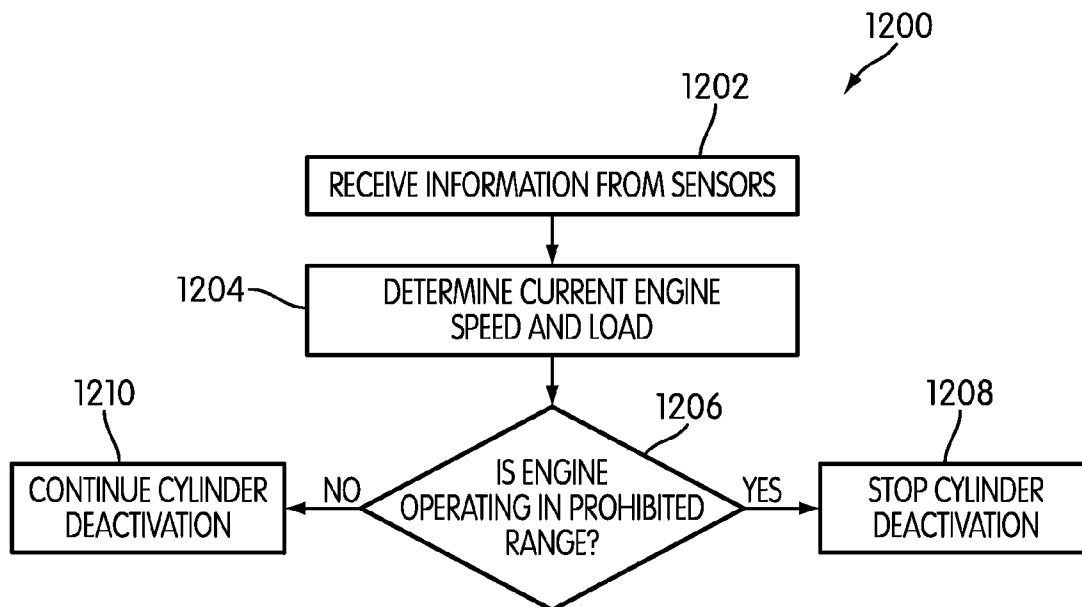 1200
1202
RECEIVE INFORMATION FROM SENSORS
1204
DETERMINE CURRENT ENGINE
SPEED AND LOAD
1210
1206
1208
CONTINUE CYLINDER
DEACTIVATION
NO
IS ENGINE
OPERATING IN PROHIBITED
RANGE?
YES
STOP CYLINDER
DEACTIVATION